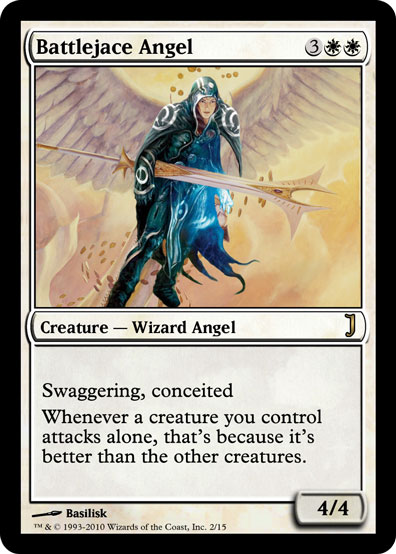 Battlejace Angel 3
Creature — Wizard Angel J
Swaggering, conceited
Whenever a creature you control
attacks alone, that's because it's
better than the other creatures.
4/4
Basilisk
™ & © 1993-2010 Wizards of the Coast, Inc. 2/15